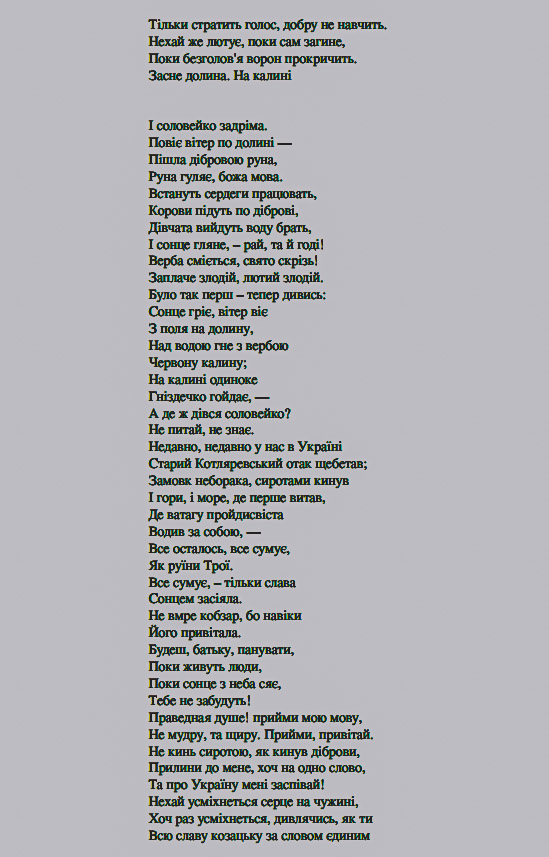 Тільки стратить голос, добру не навчить.
Нехай же лютує, поки сам загине,
Поки безголов'я ворон прокричить.
Засне долина. На калині
І соловейко задріма.
Повіє вітер по долині —
Пішла дібровою руна,
Руна гуляє, божа мова.
Встануть сердеги працювать,
Корови підуть по діброві,
Дівчата вийдуть воду брать,
І сонце гляне, – рай, та й годі!
Верба сміється, свято скрізь!
Заплаче злодій, лютий злодій.
Було так перш – тепер дивись:
Сонце гріє, вітер віє
З поля на долину,
Над водою гне з вербою
Червону калину;
На калині одиноке
Гніздечко гойдає, —
А де ж дівся соловейко?
Не питай, не знає.
Недавно, недавно у нас в Україні
Старий Котляревський отак щебетав;
Замовк неборака, сиротами кинув
І гори, і море, де перше витав,
Де ватагу пройдисвіста
Водив за собою, —
Все осталось, все сумує,
Як руїни Трої.
Все сумує, – тільки слава
Сонцем засіяла.
Не вмре кобзар, бо навіки
Його привітала.
Будеш, батьку, панувати,
Поки живуть люди,
Поки сонце з неба сяє,
Тебе не забудуть!
Праведная душе! прийми мою мову,
Не мудру, та щиру. Прийми, привітай.
Не кинь сиротою, як кинув діброви,
Прилини до мене, хоч на одно слово,
Та про Україну мені заспівай!
Нехай усміхнеться серце на чужині,
Хоч раз усміхнеться, дивлячись, як ти
Всю славу козацьку за словом єдиним